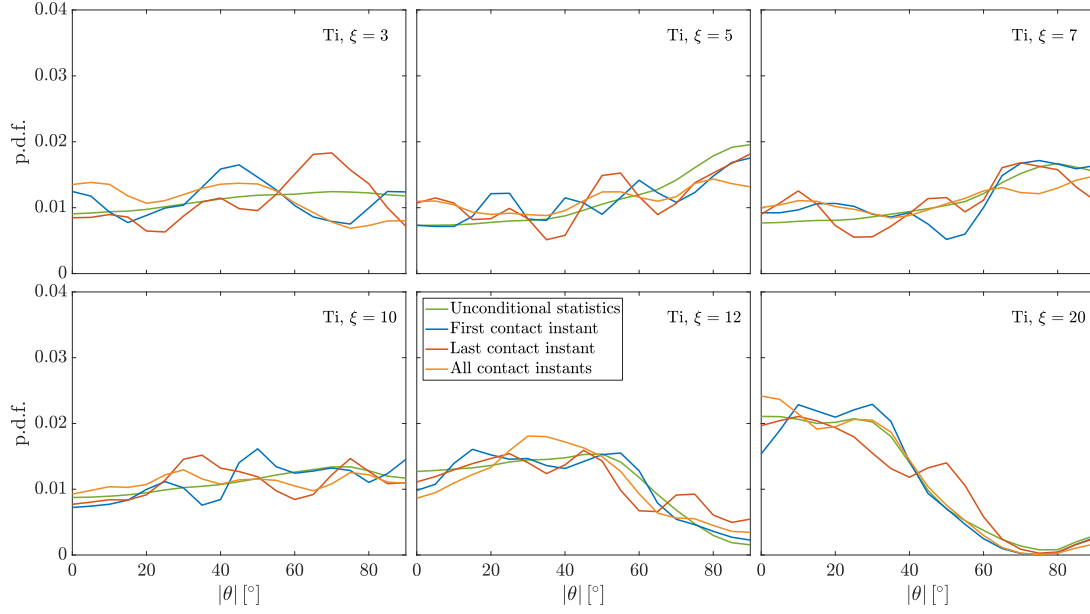 0.04
0.03
0.02
0.01
0
p.d.f.
Ti, ξ = 3
Ti, ξ = 5
Ti, ξ = 7
0.04
0.03
0.02
0.01
0
p.d.f.
Ti, ξ = 10
Ti, ξ = 12
Ti, ξ = 20
Unconditional statistics
First contact instant
Last contact instant
All contact instants
0 20 40 60 80
0 20 40 60 80
0 20 40 60 80
|θ| [°]
|θ| [°]
|θ| [°]